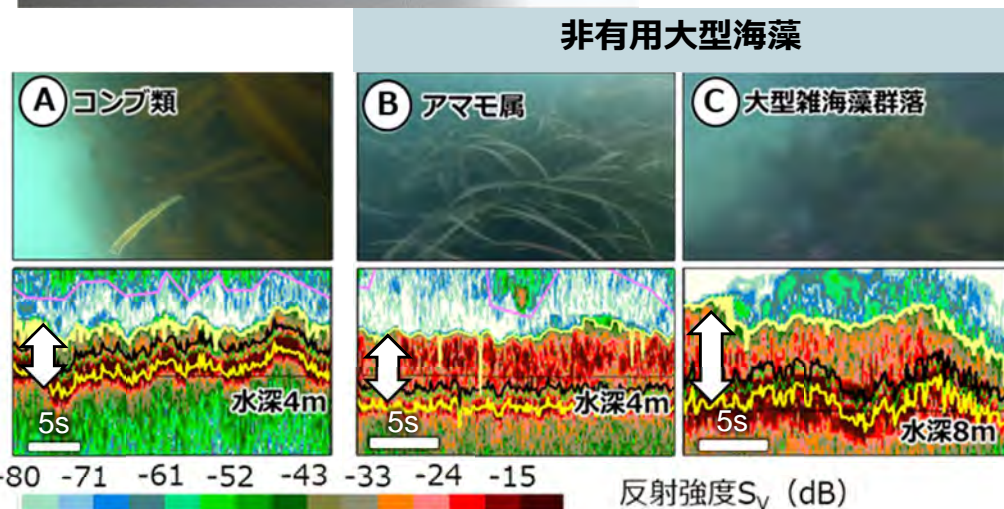 非有用大型海藻
A コンブ類
B アマモ属
C 大型雑海藻群落
水深4m
5s
水深4m
5s
水深8m
5s
-80 -71 -61 -52 -43 -33 -24 -15
反射強度SV（dB）